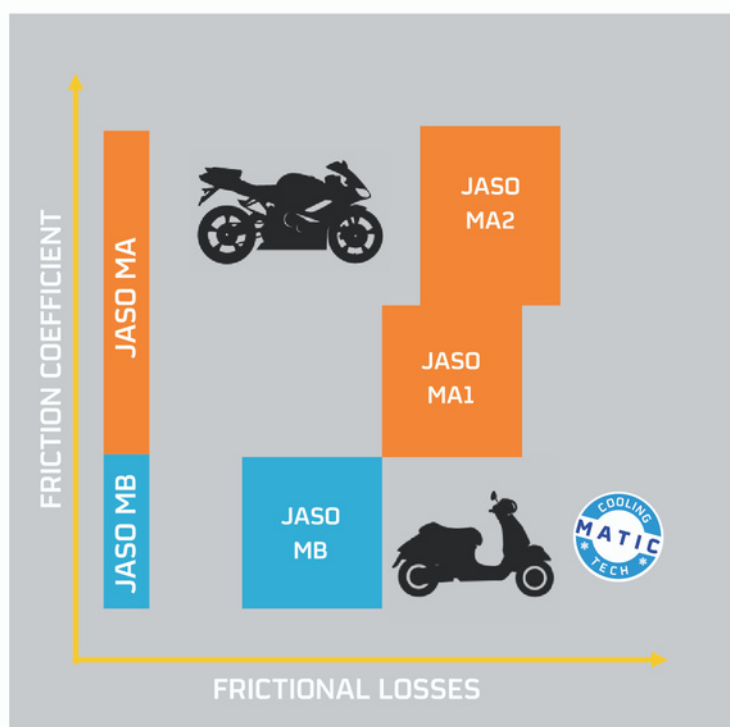 FRICTION COEFFICIENT
JASO MA
JASO MB
JASO
MA2
JASO
MA1
JASO
MB
COOLING
MATIC
TECH
FRICTIONAL LOSSES